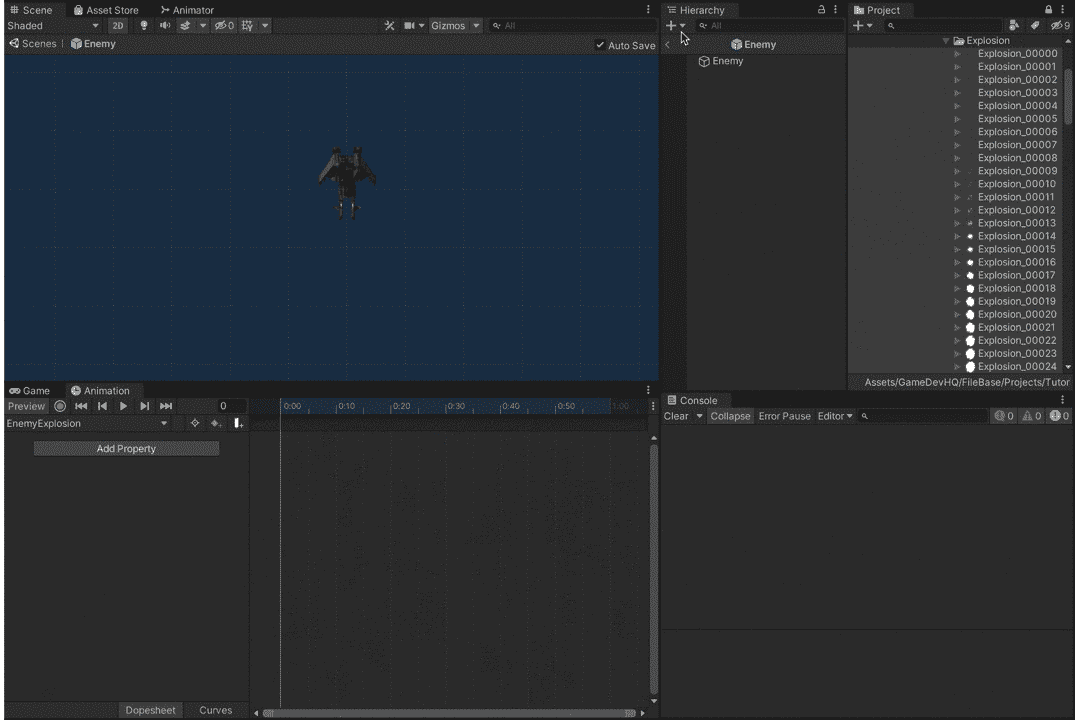 Scene Asset Store Animator
Shaded 2D 0 Gizmos All
Scenes Enemy Auto Save
Hierarchy
All
Enemy
Enemy
Project
9
Explosion
Explosion_00000
Explosion_00001
Explosion_00002
Explosion_00003
Explosion_00004
Explosion_00005
Explosion_00006
Explosion_00007
Explosion_00008
Explosion_00009
Explosion_00010
Explosion_00011
Explosion_00012
Explosion_00013
Explosion_00014
Explosion_00015
Explosion_00016
Explosion_00017
Explosion_00018
Explosion_00019
Explosion_00020
Explosion_00021
Explosion_00022
Explosion_00023
Explosion_00024
Assets/GameDevHQ/FileBase/Projects/Tutor
Game Animation
Preview 0 0:00 0:10 0:20 0:30 0:40 0:50 1:00
EnemyExplosion
Add Property
Dopesheet Curves
Console
Clear Collapse Error Pause Editor 0 0 0